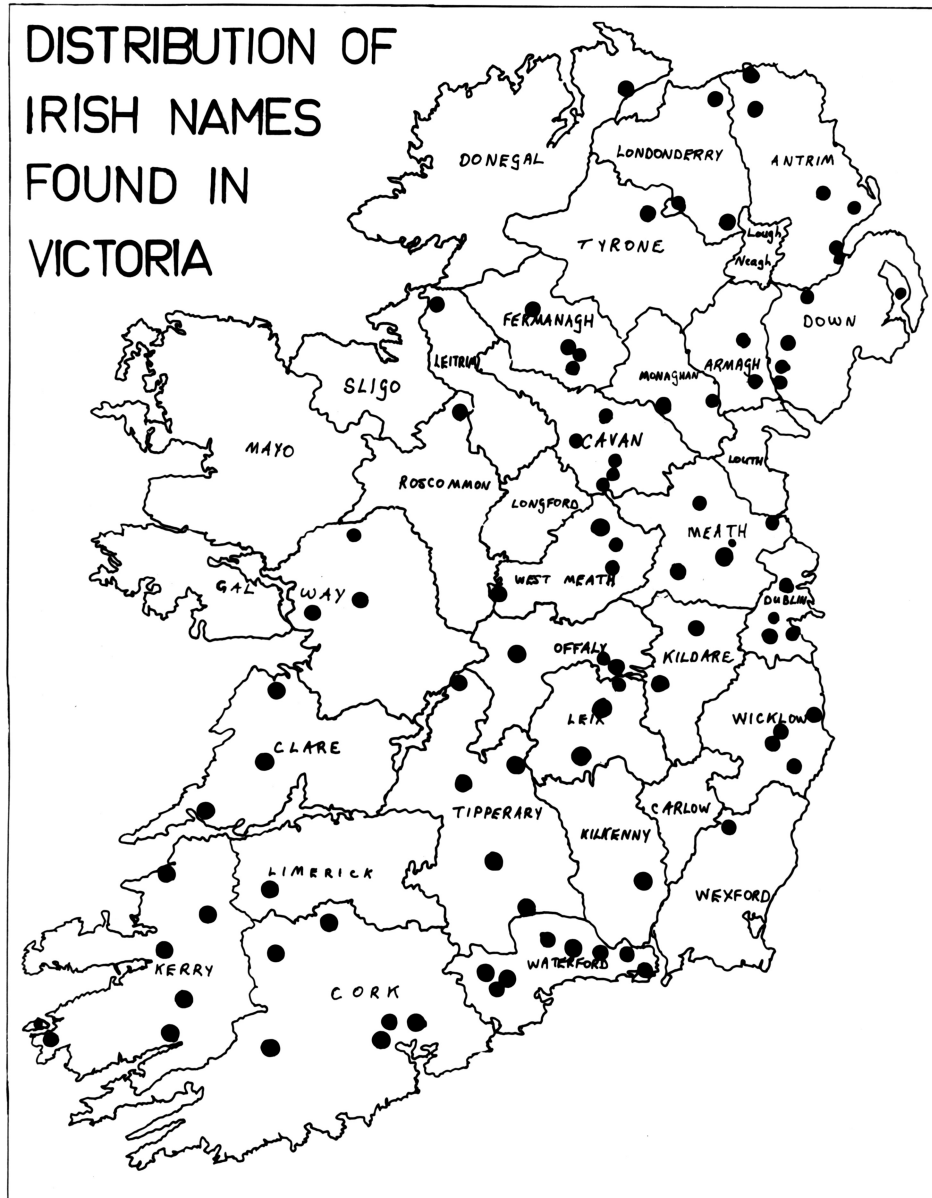 DISTRIBUTION OF
IRISH NAMES
FOUND IN
VICTORIA
DONEGAL
LONDONDERRY
ANTRIM
TYRONE
Lough
Neagh
FERMANAGH
DOWN
LEITRIM
ARMAGH
MONAGHAN
SLIGO
CAVAN
MAYO
LOUTH
ROSCOMMON
LONGFORD
MEATH
WEST MEATH
GAL
WAY
DUBLIN
OFFALY
KILDARE
LEIX
WICKLOW
CLARE
TIPPERARY
CARLOW
KILKENNY
LIMERICK
WEXFORD
WATERFORD
KERRY
CORK